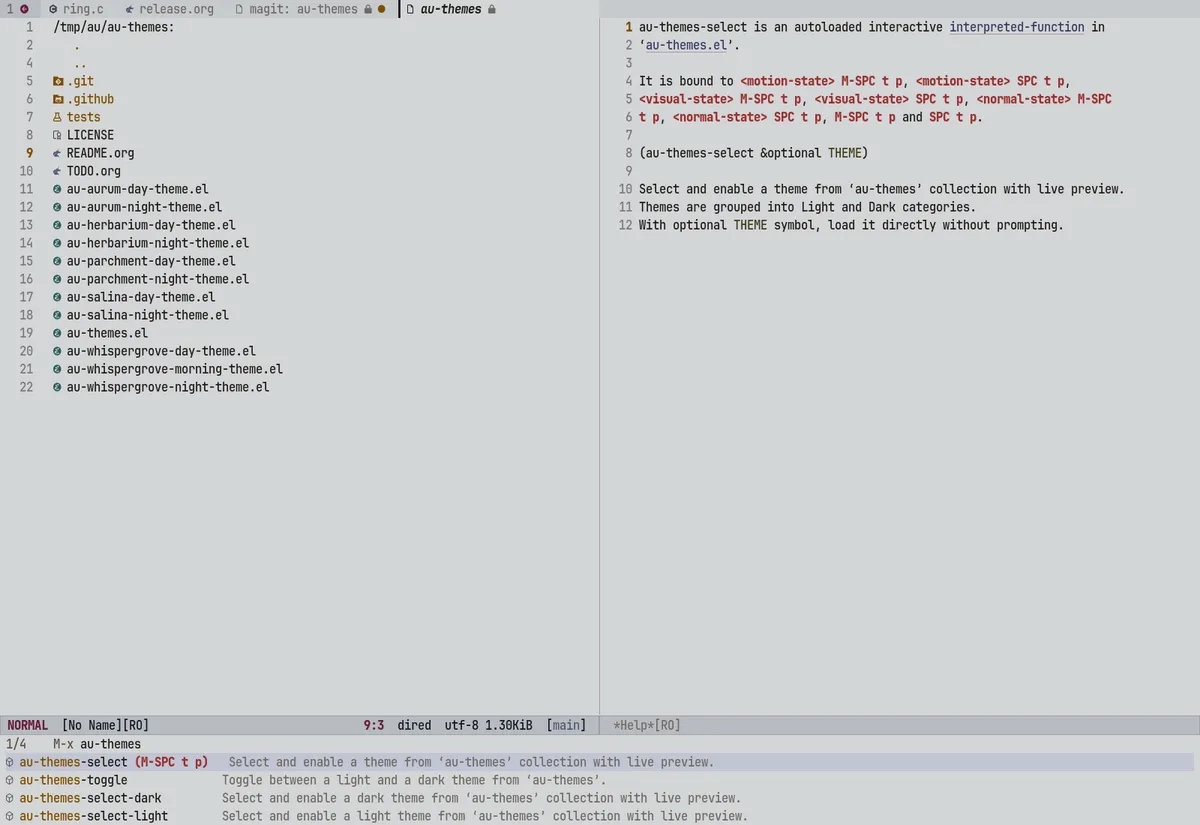 1 ring.c release.org magit: au-themes au-themes
1 /tmp/au/au-themes:
2 .
4 ..
5 .git
6 .github
7 tests
8 LICENSE
9 README.org
10 TODO.org
11 au-aurum-day-theme.el
12 au-aurum-night-theme.el
13 au-herbarium-day-theme.el
14 au-herbarium-night-theme.el
15 au-parchment-day-theme.el
16 au-parchment-night-theme.el
17 au-salina-day-theme.el
18 au-salina-night-theme.el
19 au-themes.el
20 au-whispergrove-day-theme.el
21 au-whispergrove-morning-theme.el
22 au-whispergrove-night-theme.el
1 au-themes-select is an autoloaded interactive interpreted-function in
2 ‘au-themes.el’.
3
4 It is bound to <motion-state> M-SPC t p, <motion-state> SPC t p,
5 <visual-state> M-SPC t p, <visual-state> SPC t p, <normal-state> M-SPC
6 t p, <normal-state> SPC t p, M-SPC t p and SPC t p.
7
8 (au-themes-select &optional THEME)
9
10 Select and enable a theme from ‘au-themes’ collection with live preview.
11 Themes are grouped into Light and Dark categories.
12 With optional THEME symbol, load it directly without prompting.
NORMAL [No Name][RO] 9:3 dired utf-8 1.30KiB [main] *Help*[RO]
1/4 M-x au-themes
au-themes-select (M-SPC t p) Select and enable a theme from ‘au-themes’ collection with live preview.
au-themes-toggle Toggle between a light and a dark theme from ‘au-themes’.
au-themes-select-dark Select and enable a dark theme from ‘au-themes’ collection with live preview.
au-themes-select-light Select and enable a light theme from ‘au-themes’ collection with live preview.